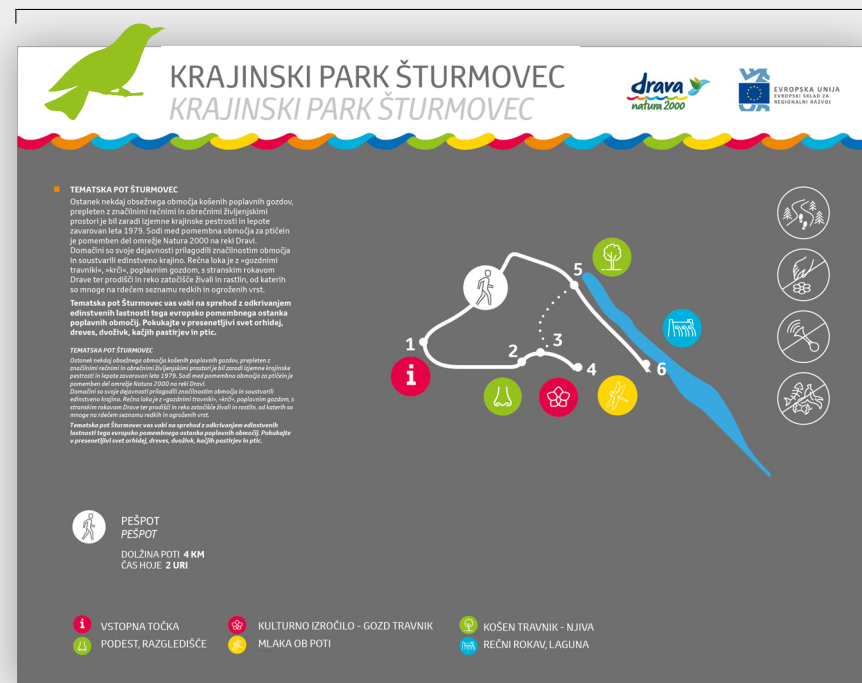 KRAJINSKI PARK ŠTURMOVEC
KRAJINSKI PARK ŠTURMOVEC
drava
natura 2000
EVROPSKA UNIJA
EVROPSKI SKLAD ZA
REGIONALNI RAZVOJ
TEMATSKA POT ŠTURMOVEC
Ostanek nekdaj obsežnega območja košenih poplavnih gozdov,
prepleten z značilnimi rečnimi in obrečnimi življenjskimi
prostori je bil zaradi izjemne krajinske pestrosti in lepote
zavarovan leta 1979. Sodi med pomembna območja za ptičein
je pomemben del omrežje Natura 2000 na reki Dravi.
Domačini so svoje dejavnosti prilagodili značilnostim območja
in soustvarili edinstveno krajino. Rečna loka je z »gozdnimi
travniki«, »krči«, poplavnim gozdom, s stranskim rokavom
Drave ter prodišči in reko zatočišče živali in rastlin, od katerih
so mnoge na rdečem seznamu redkih in ogroženih vrst.
Tematska pot Šturmovec vas vabi na sprehod z odkrivanjem
edinstvenih lastnosti tega evropsko pomembnega ostanka
poplavnih območij. Pokukajte v presenetljivi svet orhidej,
dreves, dvoživk, kačjih pastirjev in ptic.
TEMATSKA POT ŠTURMOVEC
Ostanek nekdaj obsežnega območja košenih poplavnih gozdov, prepleten z
značilnimi rečnimi in obrečnimi življenjskimi prostori je bil zaradi izjemne krajinske
pestrosti in lepote zavarovan leta 1979. Sodi med pomembna območja za ptičein je
pomemben del omrežje Natura 2000 na reki Dravi.
Domačini so svoje dejavnosti prilagodili značilnostim območja in soustvarili
edinstveno krajino. Rečna loka je z »gozdnimi travniki«, »krči«, poplavnim gozdom, s
stranskim rokavom Drave ter prodišči in reko zatočišče živali in rastlin, od katerih so
mnoge na rdečem seznamu redkih in ogroženih vrst.
Tematska pot Šturmovec vas vabi na sprehod z odkrivanjem edinstvenih
lastnosti tega evropsko pomembnega ostanka poplavnih območij. Pokukajte
v presenetljivi svet orhidej, dreves, dvoživk, kačjih pastirjev in ptic.
5
1
2
3
4
6
i
PEŠPOT
PEŠPOT
DOLŽINA POTI 4 KM
ČAS HOJE 2 URI
i VSTOPNA TOČKA
PODEST, RAZGLEDIŠČE
KULTURNO IZROČILO - GOZD TRAVNIK
MLAKA OB POTI
KOŠEN TRAVNIK - NJIVA
REČNI ROKAV, LAGUNA